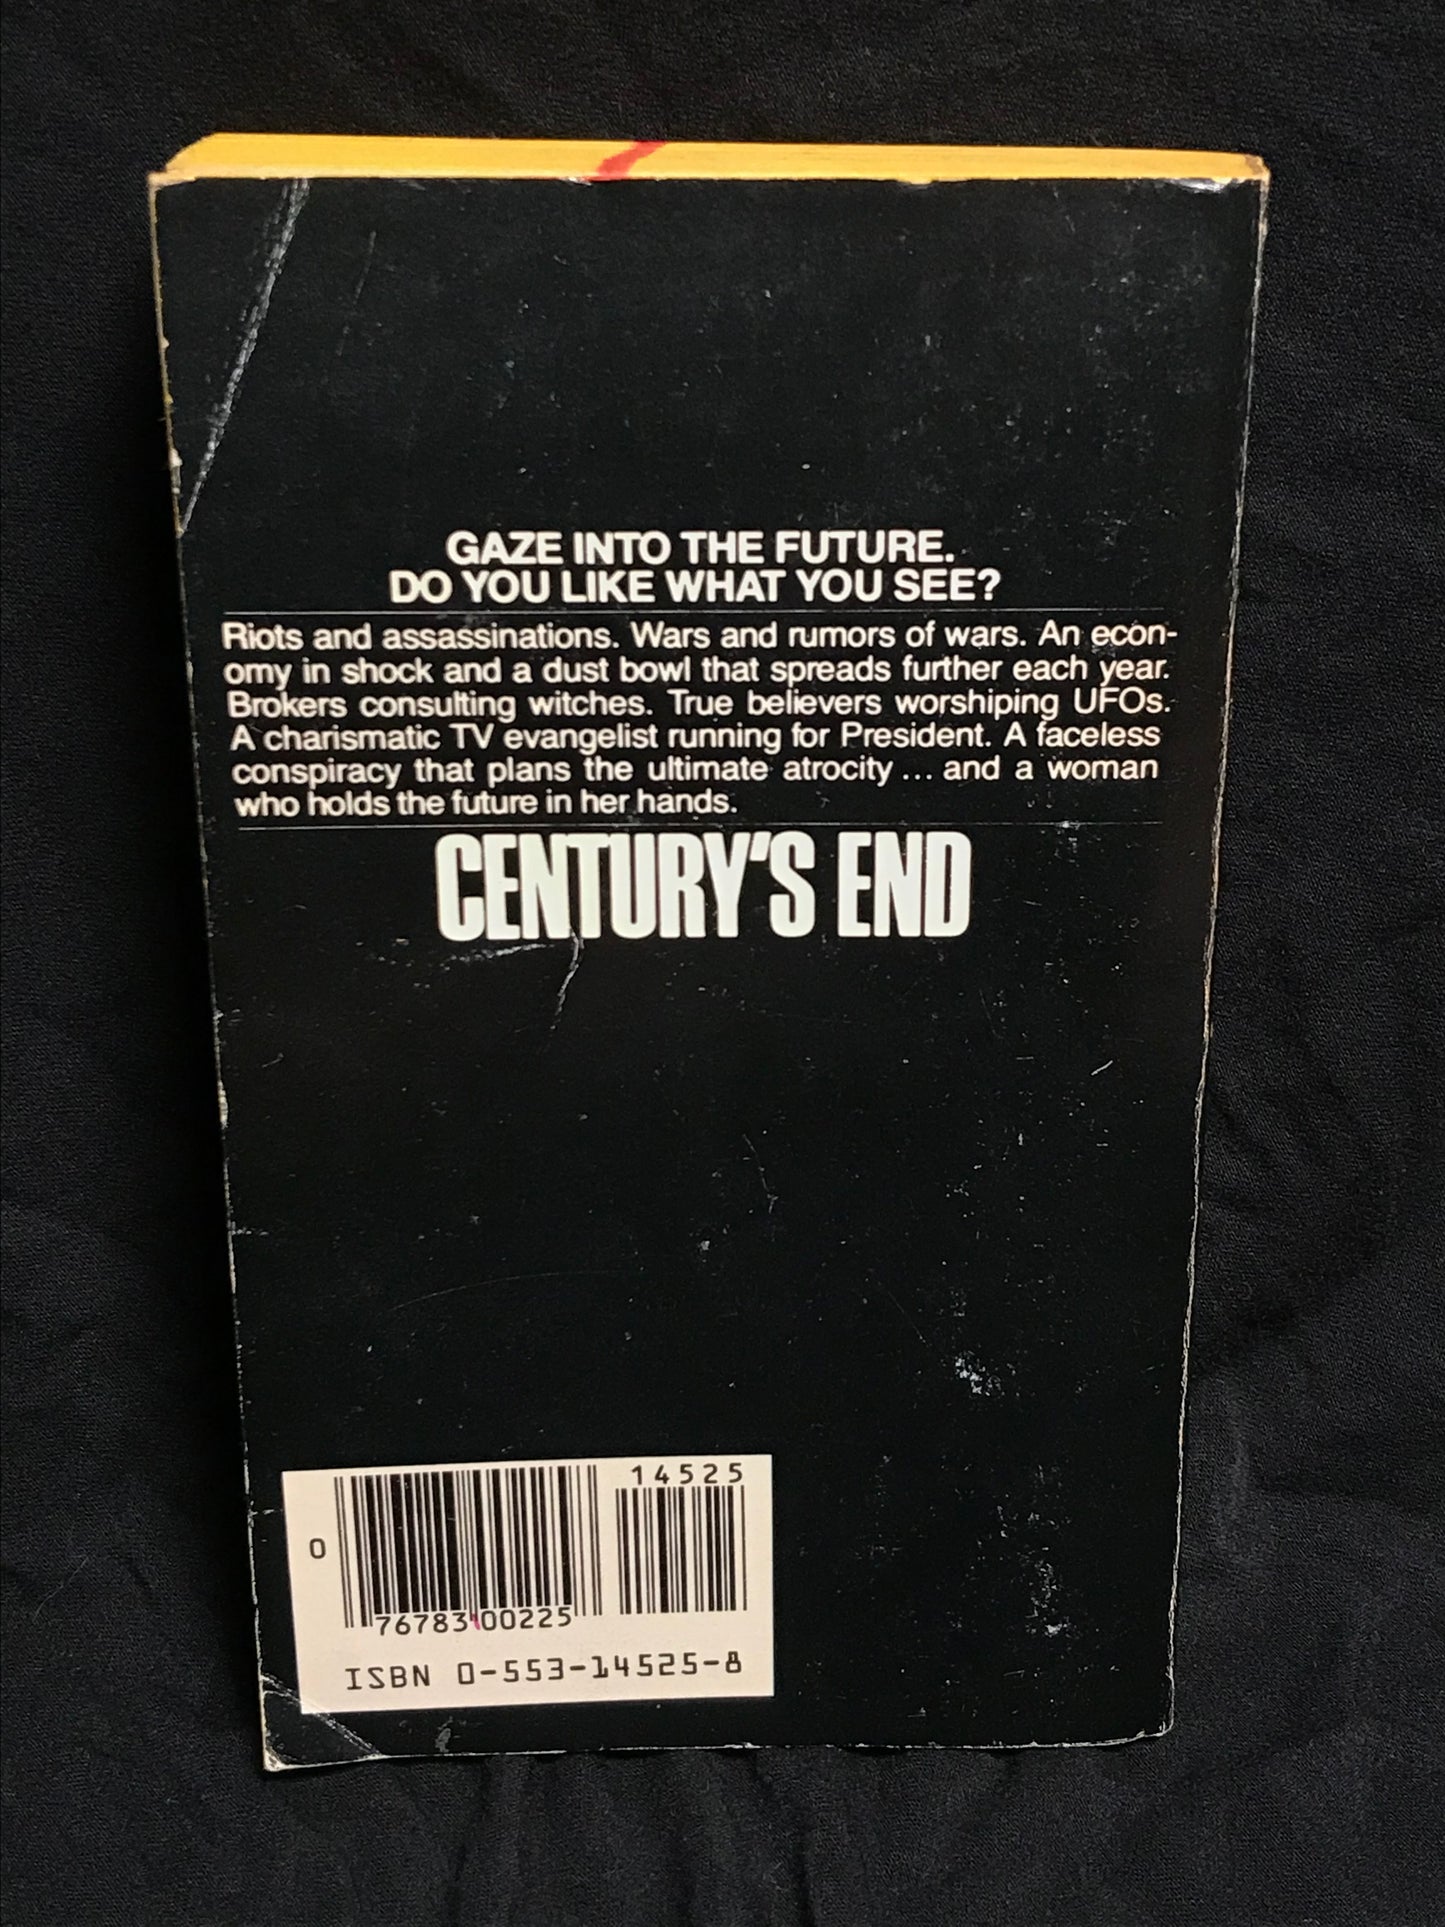 GAZE INTO THE FUTURE.
DO YOU LIKE WHAT YOU SEE?
Riots and assassinations. Wars and rumors of wars. An econ-
omy in shock and a dust bowl that spreads further each year.
Brokers consulting witches. True believers worshiping UFOs.
A charismatic TV evangelist running for President. A faceless
conspiracy that plans the ultimate atrocity ... and a woman
who holds the future in her hands.
CENTURY'S END
14525
0
76783 00225
ISBN 0-553-14525-8